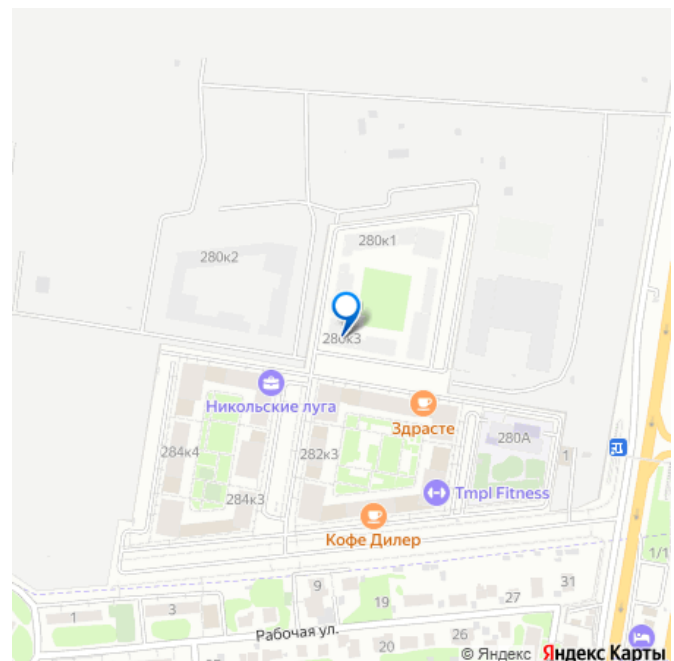 280к1
280к2
280к3
Никольские луга
Здрасте
284к4
282к3
280А
1
284к3
Tmpl Fitness
Кофе Дилер
1/1
9
31
1
3
19
27
Рабочая ул.
20
26
© Яндекс Яндекс Карты